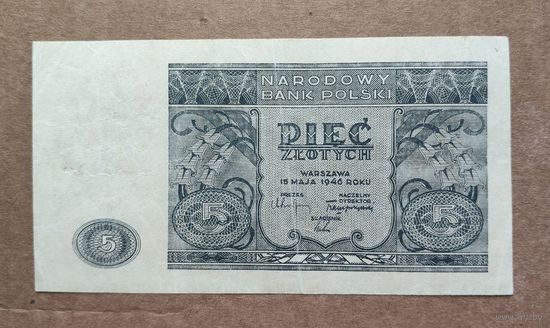 NARODOWY
BANK POLSKI
PIĘĆ
ZŁOTYCH
WARSZAWA
15 MAJA 1946 ROKU
PREZES
NACZELNY
DYREKTOR
SKARBNIK
5
5
5